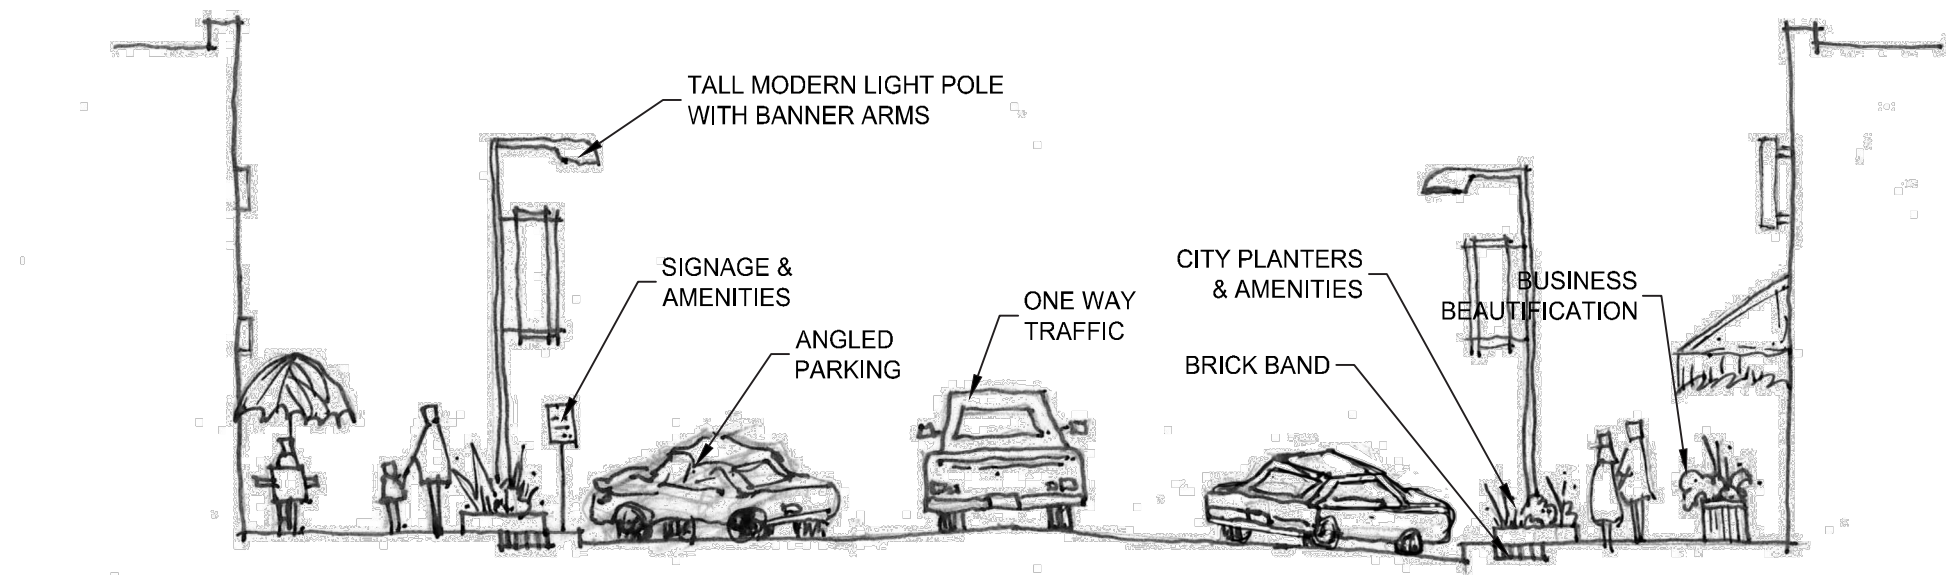 TALL MODERN LIGHT POLE
WITH BANNER ARMS
SIGNAGE &
AMENITIES
ANGLED
PARKING
ONE WAY
TRAFFIC
CITY PLANTERS
& AMENITIES
BUSINESS
BEAUTIFICATION
BRICK BAND